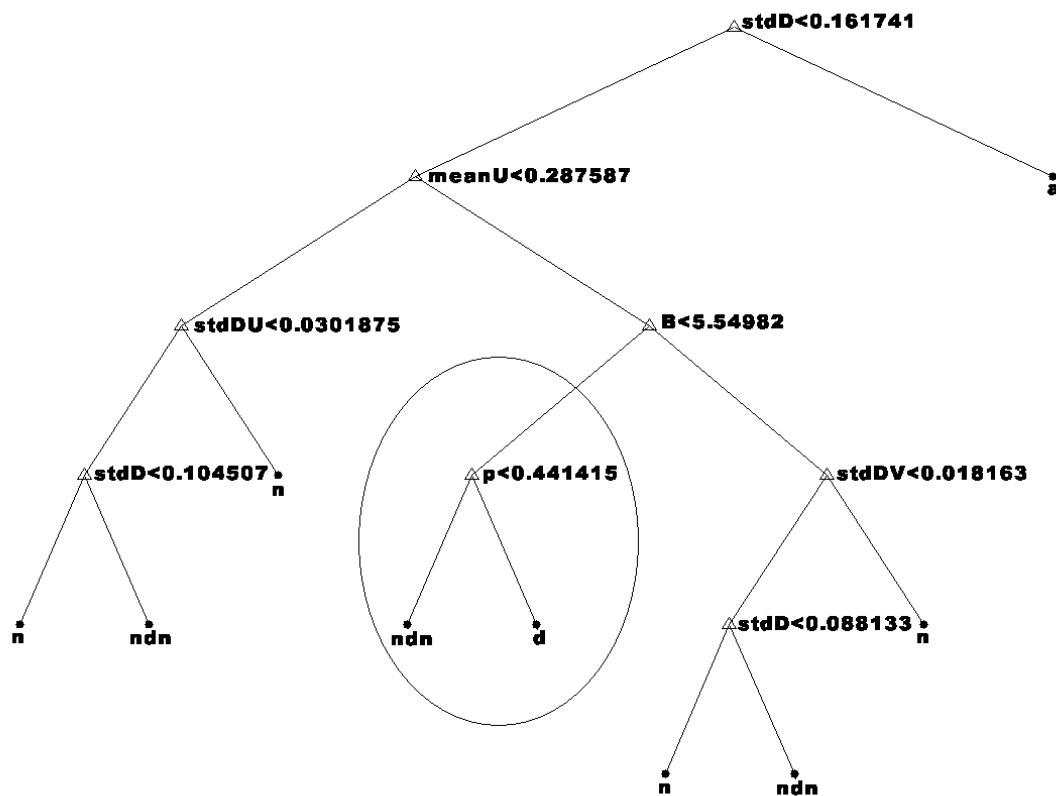 stdD<0.161741
meanU<0.287587
a
stdDU<0.0301875
B<5.54982
stdD<0.104507
n
p<0.441415
stdDV<0.018163
n
ndn
ndn
d
stdD<0.088133
n
n
ndn